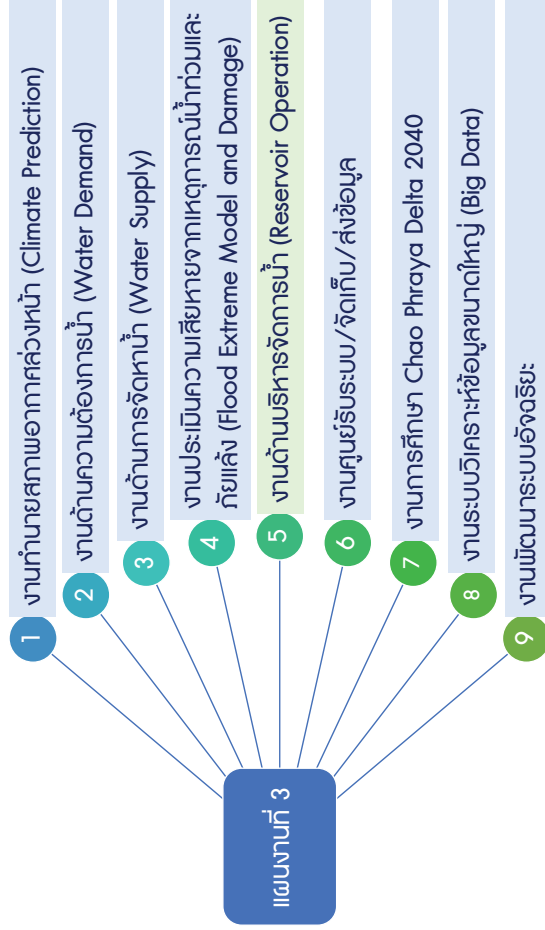 แผนงานที่ 3
1 งานทำนายสภาพอากาศล่วงหน้า (Climate Prediction)
2 งานด้านความต้องการน้ำ (Water Demand)
3 งานด้านการจัดหาน้ำ (Water Supply)
4 งานประเมินความเสียหายจากเหตุการณ์น้ำท่วมและ
ภัยแล้ง (Flood Extreme Model and Damage)
5 งานด้านบริหารจัดการน้ำ (Reservoir Operation)
6 งานศูนย์รับระบบ/จัดเก็บ/ส่งข้อมูล
7 งานการศึกษา Chao Phraya Delta 2040
8 งานระบบวิเคราะห์ข้อมูลขนาดใหญ่ (Big Data)
9 งานพัฒนาระบบอัจฉริยะ